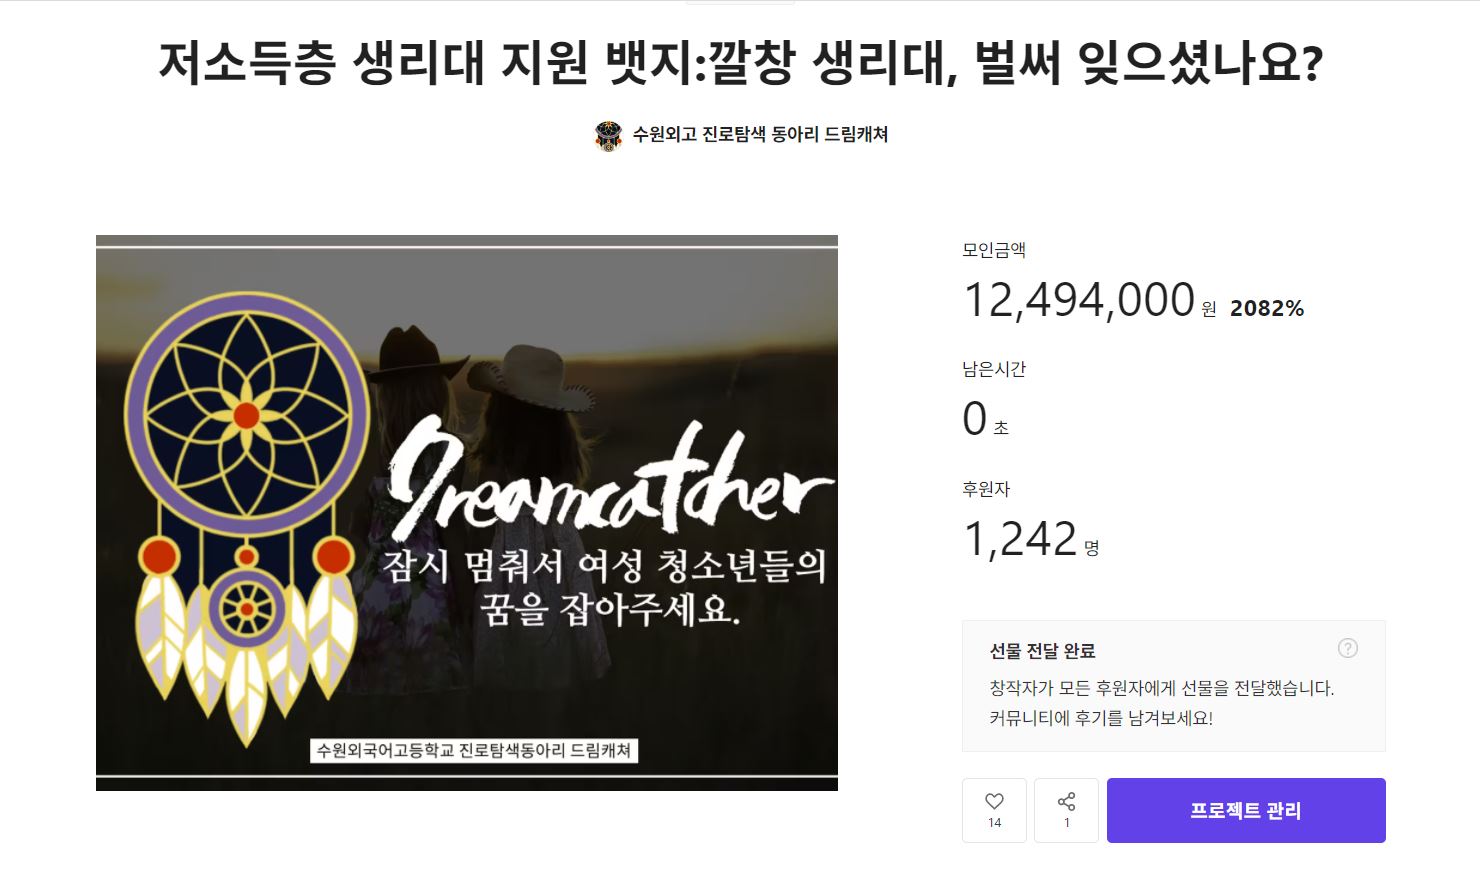 저소득층 생리대 지원 뱃지:깔창 생리대, 벌써 잊으셨나요?
수원외고 진로탐색 동아리 드림캐쳐
Dreamcatcher
잠시 멈춰서 여성 청소년들의
꿈을 잡아주세요.
수원외국어고등학교 진로탐색동아리 드림캐쳐
모인금액
12,494,000 원 2082%
남은시간
0 초
후원자
1,242 명
선물 전달 완료
?
창작자가 모든 후원자에게 선물을 전달했습니다.
커뮤니티에 후기를 남겨보세요!
14
1
프로젝트 관리